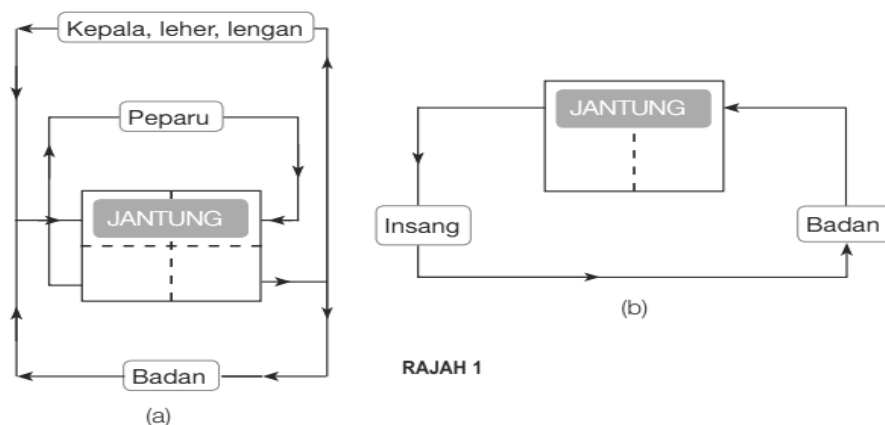 Kepala, leher, lengan
Peparu
JANTUNG
Badan
(a)
JANTUNG
Insang
Badan
(b)
RAJAH 1